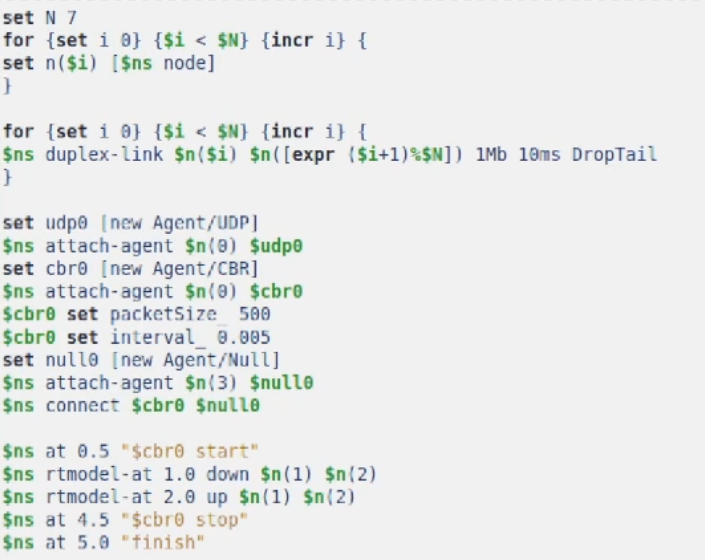 set N 7
for {set i 0} {$i < $N} {incr i} {
set n($i) [$ns node]
}
for {set i 0} {$i < $N} {incr i} {
$ns duplex-link $n($i) $n([expr ($i+1)%$N]) 1Mb 10ms DropTail
}
set udp0 [new Agent/UDP]
$ns attach-agent $n(0) $udp0
set cbr0 [new Agent/CBR]
$ns attach-agent $n(0) $cbr0
$cbr0 set packetSize_ 500
$cbr0 set interval_ 0.005
set null0 [new Agent/Null]
$ns attach-agent $n(3) $null0
$ns connect $cbr0 $null0
$ns at 0.5 "$cbr0 start"
$ns rtmodel-at 1.0 down $n(1) $n(2)
$ns rtmodel-at 2.0 up $n(1) $n(2)
$ns at 4.5 "$cbr0 stop"
$ns at 5.0 "finish"